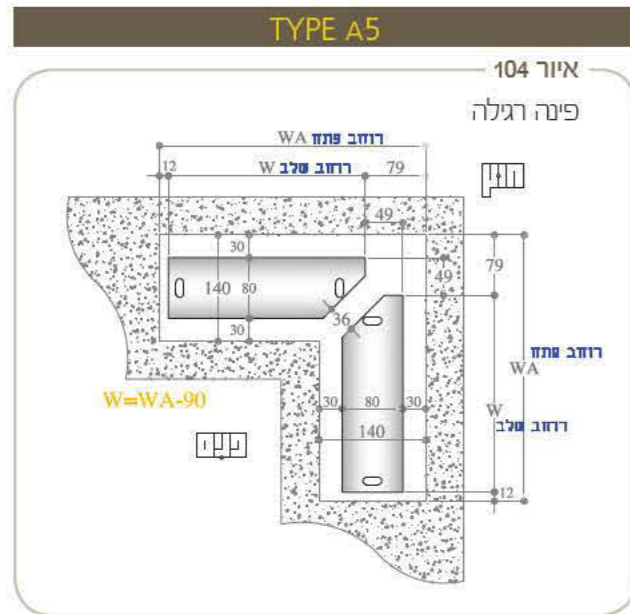 TYPE A5
איור 104
פינה רגילה
רוחב פתח WA
12
רוחב שלב W
79
49
30
140
80
30
36
79
49
רוחב פתח
WA
W=WA-90
30
80
30
140
W
רוחב שלב
12